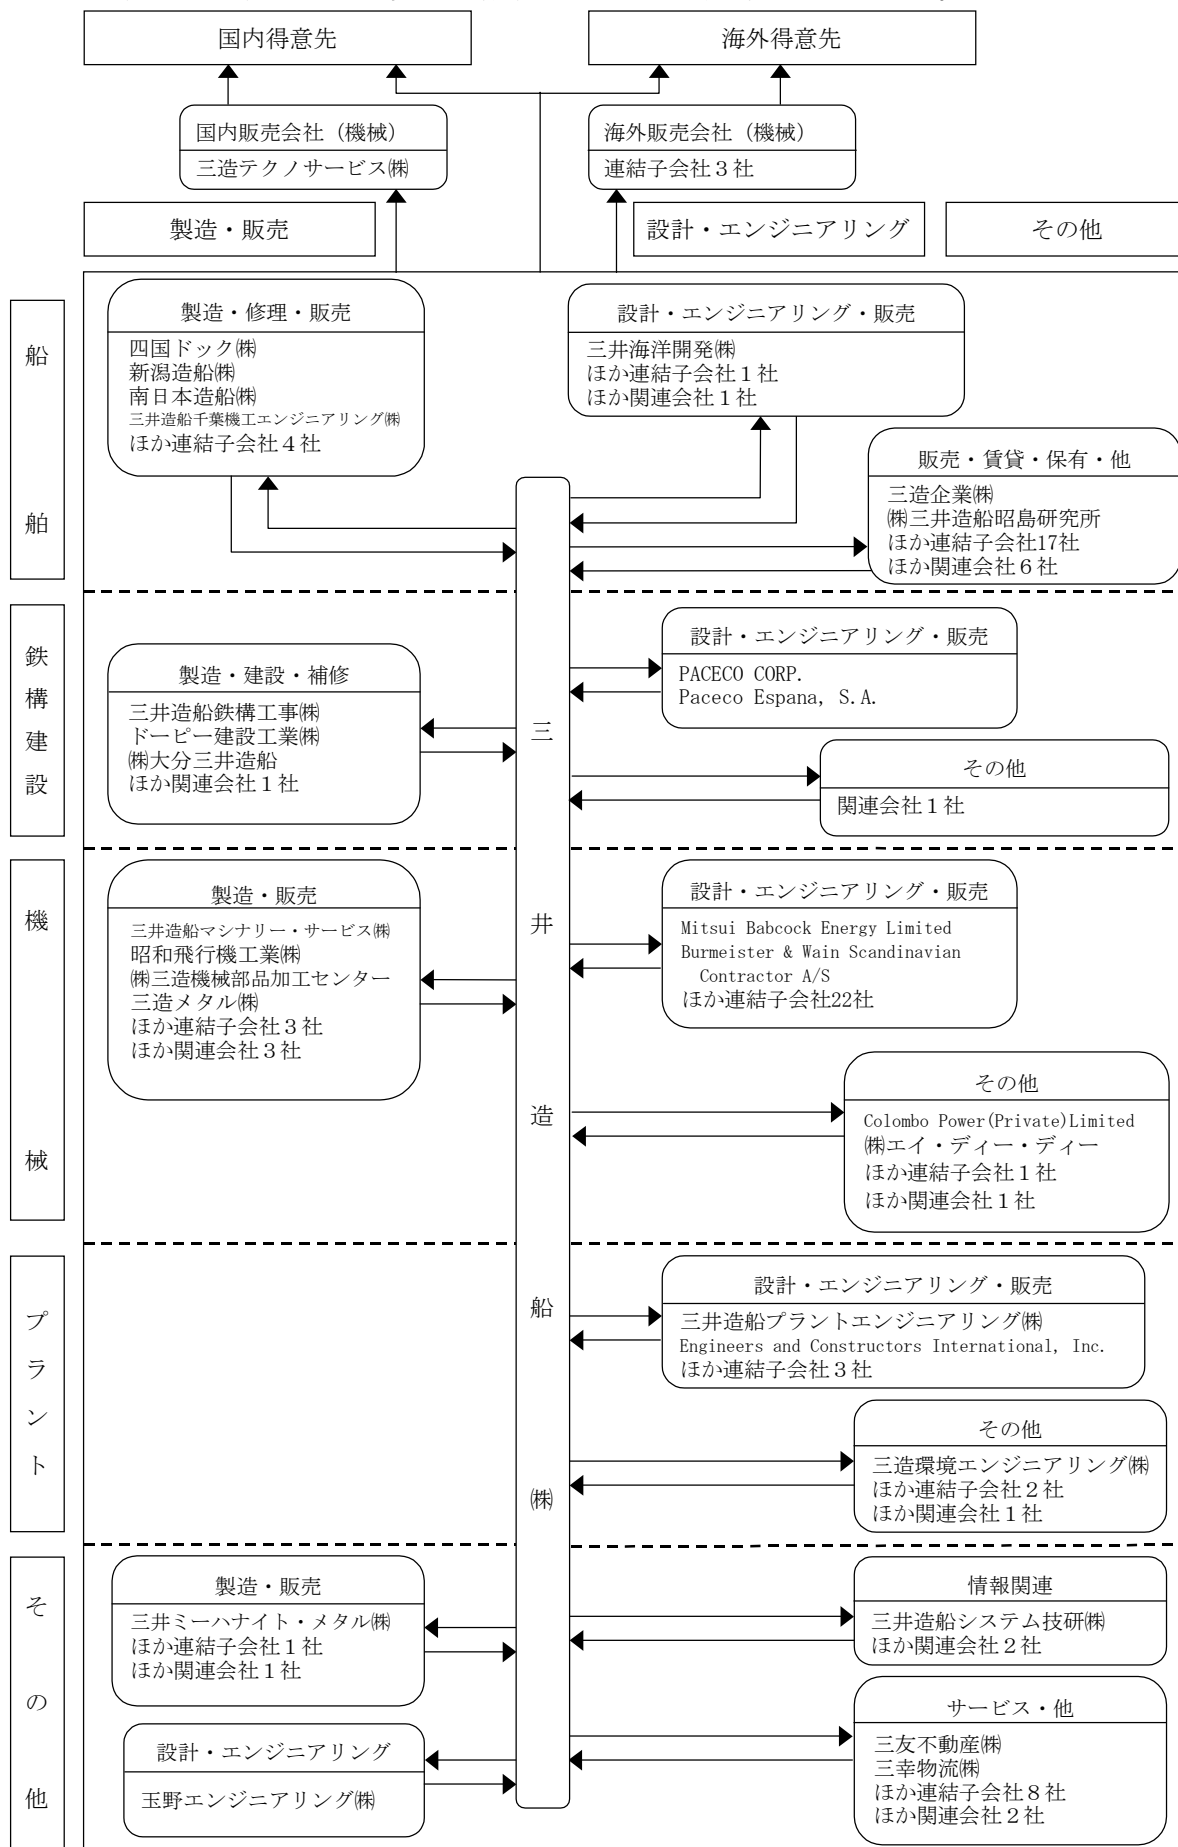 国内得意先
海外得意先
国内販売会社（機械）
三造テクノサービス㈱
海外販売会社（機械）
連結子会社３社
製造・販売
設計・エンジニアリング
その他
船舶
製造・修理・販売
四国ドック㈱
新潟造船㈱
南日本造船㈱
三井造船千葉機工エンジニアリング㈱
ほか連結子会社４社
設計・エンジニアリング・販売
三井海洋開発㈱
ほか連結子会社１社
ほか関連会社１社
販売・賃貸・保有・他
三造企業㈱
㈱三井造船昭島研究所
ほか連結子会社17社
ほか関連会社６社
三井造船㈱
鉄構建設
製造・建設・補修
三井造船鉄構工事㈱
ドーピー建設工業㈱
㈱大分三井造船
ほか関連会社１社
設計・エンジニアリング・販売
PACECO CORP.
Paceco Espana, S.A.
その他
関連会社１社
機械
製造・販売
三井造船マシナリー・サービス㈱
昭和飛行機工業㈱
㈱三造機械部品加工センター
三造メタル㈱
ほか連結子会社３社
ほか関連会社３社
設計・エンジニアリング・販売
Mitsui Babcock Energy Limited
Burmeister & Wain Scandinavian
Contractor A/S
ほか連結子会社22社
その他
Colombo Power(Private)Limited
㈱エイ・ディー・ディー
ほか連結子会社１社
ほか関連会社１社
プラント
設計・エンジニアリング・販売
三井造船プラントエンジニアリング㈱
Engineers and Constructors International, Inc.
ほか連結子会社３社
その他
三造環境エンジニアリング㈱
ほか連結子会社２社
ほか関連会社１社
その他
製造・販売
三井ミーハナイト・メタル㈱
ほか連結子会社１社
ほか関連会社１社
情報関連
三井造船システム技研㈱
ほか関連会社２社
設計・エンジニアリング
玉野エンジニアリング㈱
サービス・他
三友不動産㈱
三幸物流㈱
ほか連結子会社８社
ほか関連会社２社